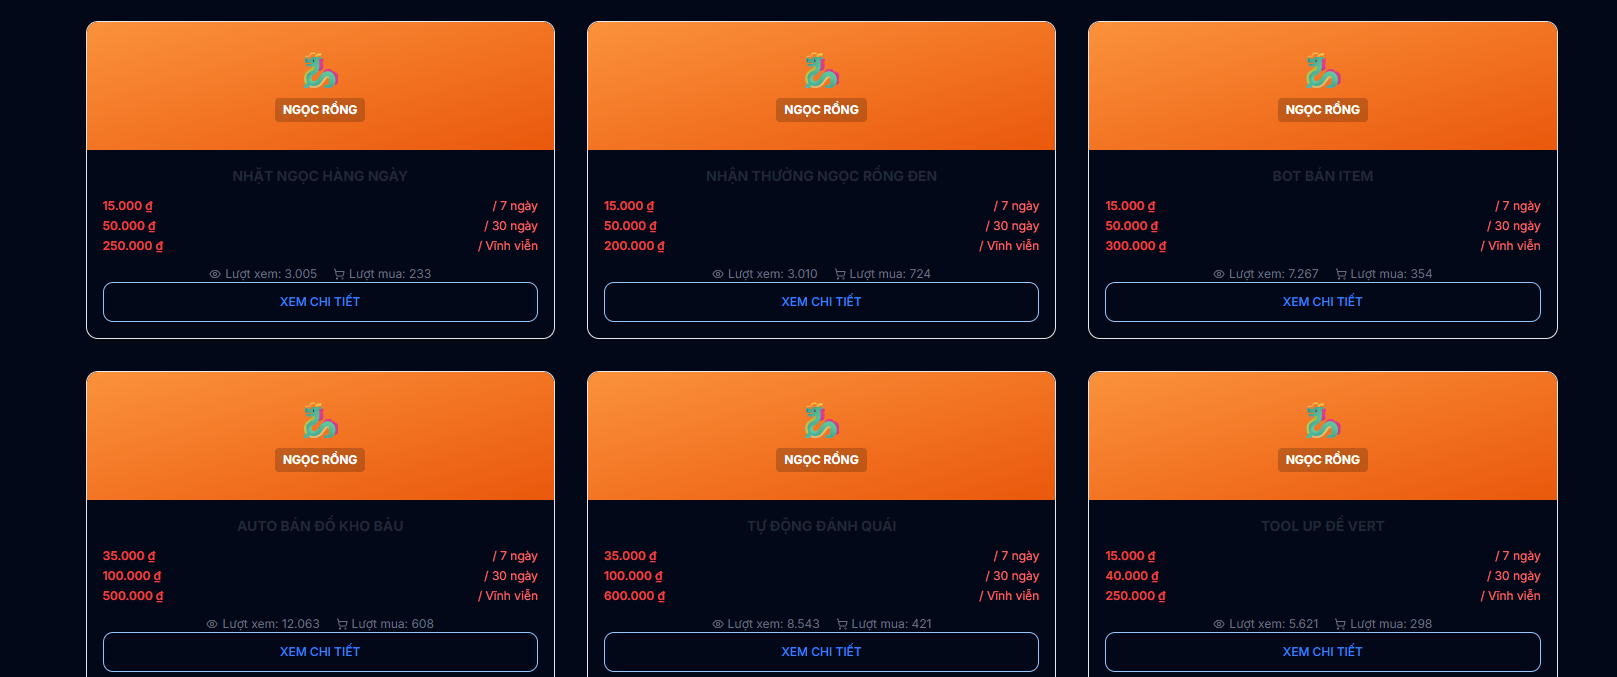 NGỌC RỒNG
NGỌC RỒNG
NGỌC RỒNG
NHẶT NGỌC HÀNG NGÀY
NHẬN THƯỞNG NGỌC RỒNG ĐEN
BOT BÁN ITEM
15.000 ₫ / 7 ngày
15.000 ₫ / 7 ngày
15.000 ₫ / 7 ngày
50.000 ₫ / 30 ngày
50.000 ₫ / 30 ngày
50.000 ₫ / 30 ngày
250.000 ₫ / Vĩnh viễn
200.000 ₫ / Vĩnh viễn
300.000 ₫ / Vĩnh viễn
Lượt xem: 3.005 Lượt mua: 233
Lượt xem: 3.010 Lượt mua: 724
Lượt xem: 7.267 Lượt mua: 354
XEM CHI TIẾT
XEM CHI TIẾT
XEM CHI TIẾT
NGỌC RỒNG
NGỌC RỒNG
NGỌC RỒNG
AUTO BẢN ĐỒ KHO BÁU
TỰ ĐỘNG ĐÁNH QUÁI
TOOL UP ĐỀ VERT
35.000 ₫ / 7 ngày
35.000 ₫ / 7 ngày
15.000 ₫ / 7 ngày
100.000 ₫ / 30 ngày
100.000 ₫ / 30 ngày
40.000 ₫ / 30 ngày
500.000 ₫ / Vĩnh viễn
600.000 ₫ / Vĩnh viễn
250.000 ₫ / Vĩnh viễn
Lượt xem: 12.063 Lượt mua: 608
Lượt xem: 8.543 Lượt mua: 421
Lượt xem: 5.621 Lượt mua: 298
XEM CHI TIẾT
XEM CHI TIẾT
XEM CHI TIẾT